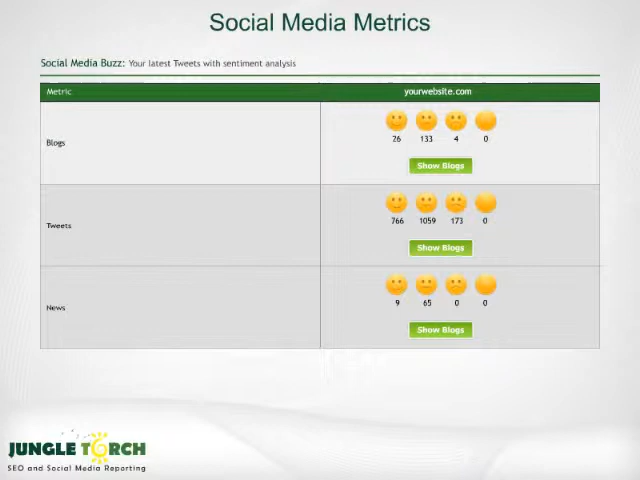 Social Media Metrics
Social Media Buzz: Your latest Tweets with sentiment analysis
Metric yourwebsite.com
Blogs
26 133 4 0
Show Blogs
Tweets
766 1059 173 0
Show Blogs
News
9 65 0 0
Show Blogs
JUNGLE TORCH
SEO and Social Media Reporting